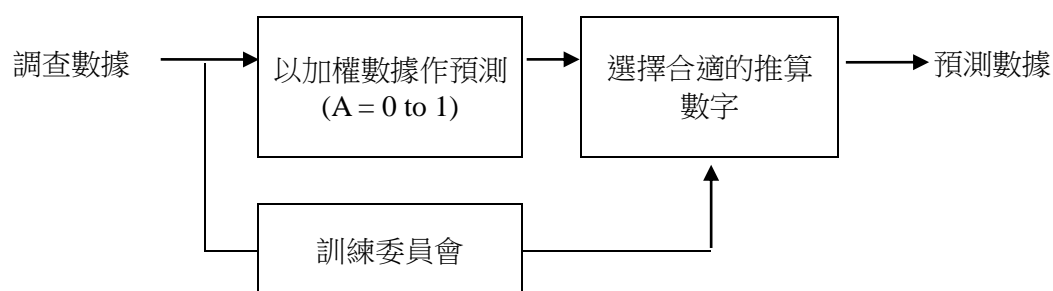 調查數據
以加權數據作預測
(A = 0 to 1)
選擇合適的推算
數字
預測數據
訓練委員會